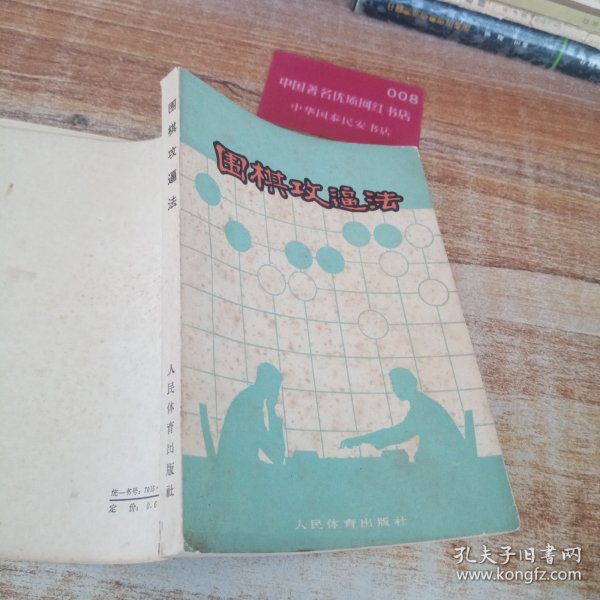 008
中国著名优质网红书店
中华国泰民安书店
围棋攻逼法
人民体育出版社
围棋攻逼法
人民体育出版社
统一书号：7015·
定价：0.6
孔夫子旧书网
www.kongfz.com